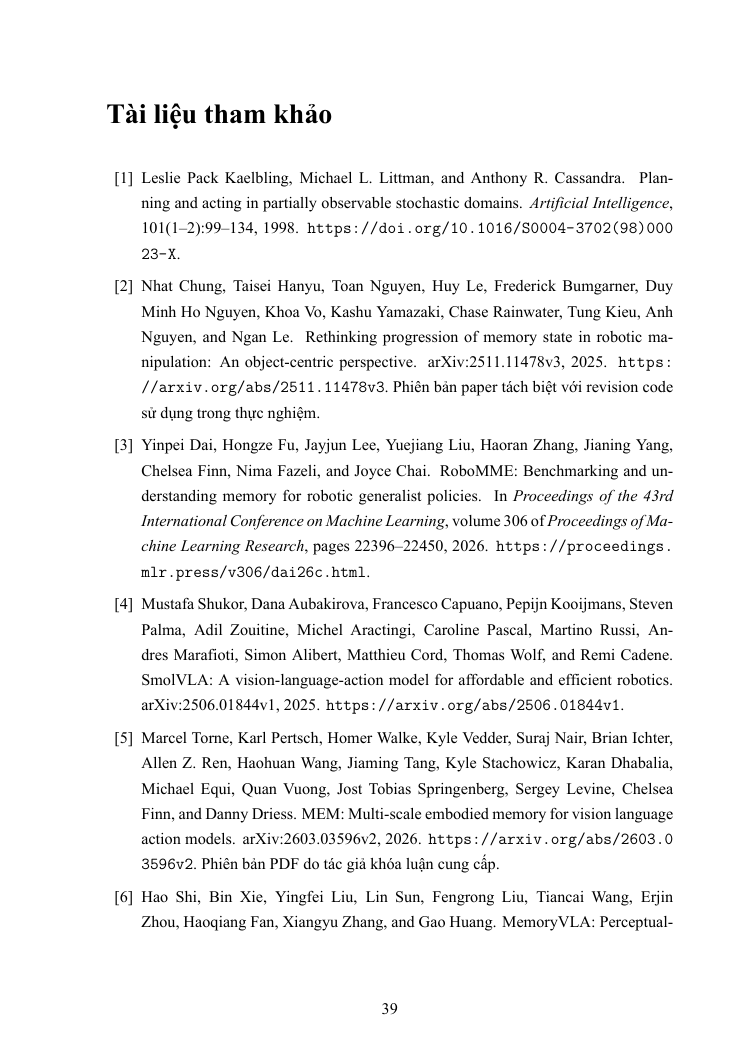 Tài liệu tham khảo
[1] Leslie Pack Kaelbling, Michael L. Littman, and Anthony R. Cassandra. Plan-
ning and acting in partially observable stochastic domains. Artificial Intelligence,
101(1–2):99–134, 1998. https://doi.org/10.1016/S0004-3702(98)000
23-X.
[2] Nhat Chung, Taisei Hanyu, Toan Nguyen, Huy Le, Frederick Bumgarner, Duy
Minh Ho Nguyen, Khoa Vo, Kashu Yamazaki, Chase Rainwater, Tung Kieu, Anh
Nguyen, and Ngan Le. Rethinking progression of memory state in robotic ma-
nipulation: An object-centric perspective. arXiv:2511.11478v3, 2025. https:
//arxiv.org/abs/2511.11478v3. Phiên bản paper tách biệt với revision code
sử dụng trong thực nghiệm.
[3] Yinpei Dai, Hongze Fu, Jayjun Lee, Yuejiang Liu, Haoran Zhang, Jianing Yang,
Chelsea Finn, Nima Fazeli, and Joyce Chai. RoboMME: Benchmarking and un-
derstanding memory for robotic generalist policies. In Proceedings of the 43rd
International Conference on Machine Learning, volume 306 of Proceedings of Ma-
chine Learning Research, pages 22396–22450, 2026. https://proceedings.
mlr.press/v306/dai26c.html.
[4] Mustafa Shukor, Dana Aubakirova, Francesco Capuano, Pepijn Kooijmans, Steven
Palma, Adil Zouitine, Michel Aractingi, Caroline Pascal, Martino Russi, An-
dres Marafioti, Simon Alibert, Matthieu Cord, Thomas Wolf, and Remi Cadene.
SmolVLA: A vision-language-action model for affordable and efficient robotics.
arXiv:2506.01844v1, 2025. https://arxiv.org/abs/2506.01844v1.
[5] Marcel Torne, Karl Pertsch, Homer Walke, Kyle Vedder, Suraj Nair, Brian Ichter,
Allen Z. Ren, Haohuan Wang, Jiaming Tang, Kyle Stachowicz, Karan Dhabalia,
Michael Equi, Quan Vuong, Jost Tobias Springenberg, Sergey Levine, Chelsea
Finn, and Danny Driess. MEM: Multi-scale embodied memory for vision language
action models. arXiv:2603.03596v2, 2026. https://arxiv.org/abs/2603.0
3596v2. Phiên bản PDF do tác giả khóa luận cung cấp.
[6] Hao Shi, Bin Xie, Yingfei Liu, Lin Sun, Fengrong Liu, Tiancai Wang, Erjin
Zhou, Haoqiang Fan, Xiangyu Zhang, and Gao Huang. MemoryVLA: Perceptual-
39